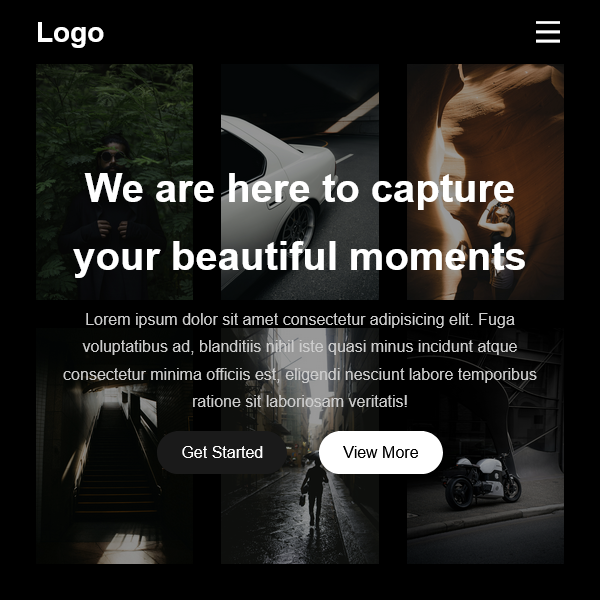 Logo
We are here to capture
your beautiful moments
Lorem ipsum dolor sit amet consectetur adipisicing elit. Fuga
voluptatibus ad, blanditiis nihil iste quasi minus incidunt atque
consectetur minima officiis est, eligendi nesciunt labore temporibus
ratione sit laboriosam veritatis!
Get Started
View More